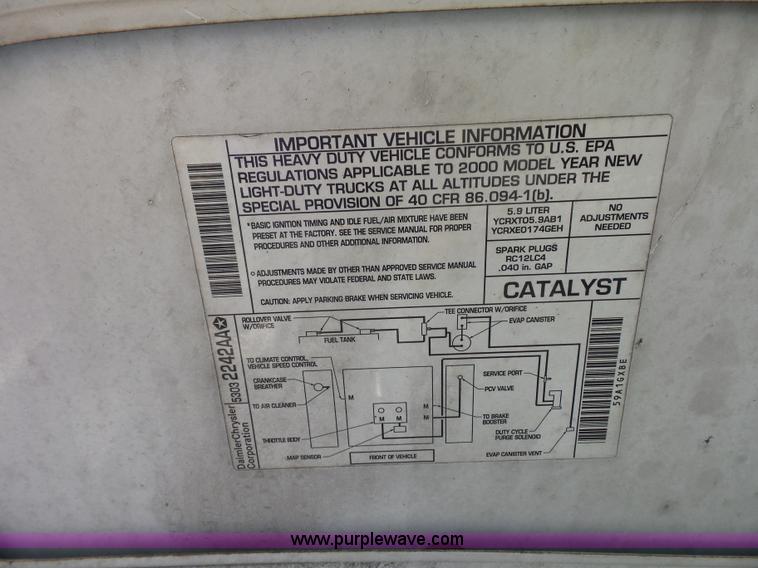 IMPORTANT VEHICLE INFORMATION
THIS HEAVY DUTY VEHICLE CONFORMS TO U.S. EPA
REGULATIONS APPLICABLE TO 2000 MODEL YEAR NEW
LIGHT-DUTY TRUCKS AT ALL ALTITUDES UNDER THE
SPECIAL PROVISION OF 40 CFR 86.094-1(b).
*BASIC IGNITION TIMING AND IDLE FUEL/AIR MIXTURE HAVE BEEN
PRESET AT THE FACTORY. SEE THE SERVICE MANUAL FOR PROPER
PROCEDURES AND OTHER ADDITIONAL INFORMATION.
○ ADJUSTMENTS MADE BY OTHER THAN APPROVED SERVICE MANUAL
PROCEDURES MAY VIOLATE FEDERAL AND STATE LAWS.
CAUTION: APPLY PARKING BRAKE WHEN SERVICING VEHICLE.
5.9 LITER
YCRXT05.9AB1
YCRXE0174GEH
NO
ADJUSTMENTS
NEEDED
SPARK PLUGS
RC12LC4
.040 in. GAP
CATALYST
ROLLOVER VALVE
W/ORIFICE
FUEL TANK
TEE CONNECTOR W/ORIFICE
EVAP CANISTER
TO CLIMATE CONTROL,
VEHICLE SPEED CONTROL
CRANKCASE
BREATHER
TO AIR CLEANER
THROTTLE BODY
MAP SENSOR
M
M
M
M
M
FRONT OF VEHICLE
SERVICE PORT
PCV VALVE
TO BRAKE
BOOSTER
DUTY CYCLE
PURGE SOLENOID
EVAP CANISTER VENT
DaimlerChrysler
Corporation
5303 2242AA
59A1GXBE
www.purplewave.com